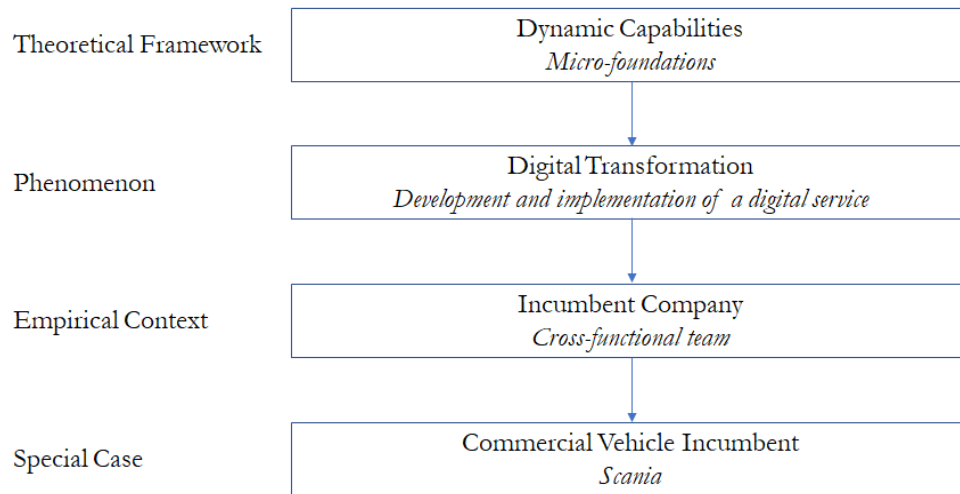 Theoretical Framework
Dynamic Capabilities
Micro-foundations
Phenomenon
Digital Transformation
Development and implementation of a digital service
Empirical Context
Incumbent Company
Cross-functional team
Special Case
Commercial Vehicle Incumbent
Scania